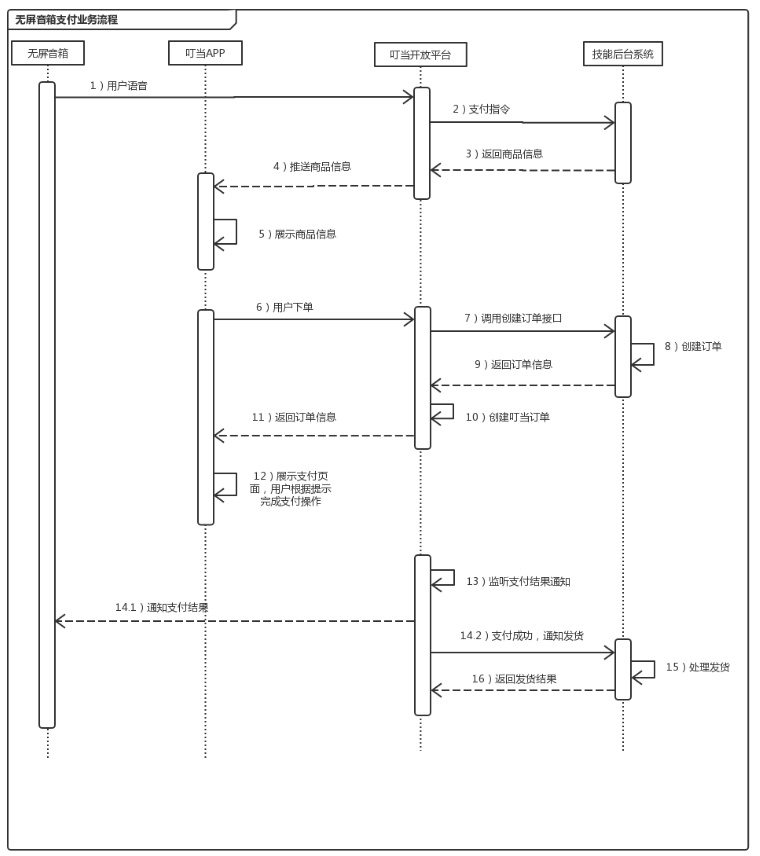 无屏音箱支付业务流程
无屏音箱
叮当APP
叮当开放平台
技能后台系统
1）用户语音
2）支付指令
3）返回商品信息
4）推送商品信息
5）展示商品信息
6）用户下单
7）调用创建订单接口
8）创建订单
9）返回订单信息
10）创建叮当订单
11）返回订单信息
12）展示支付页
面，用户根据提示
完成支付操作
13）监听支付结果通知
14.1）通知支付结果
14.2）支付成功，通知发货
15）处理发货
16）返回发货结果